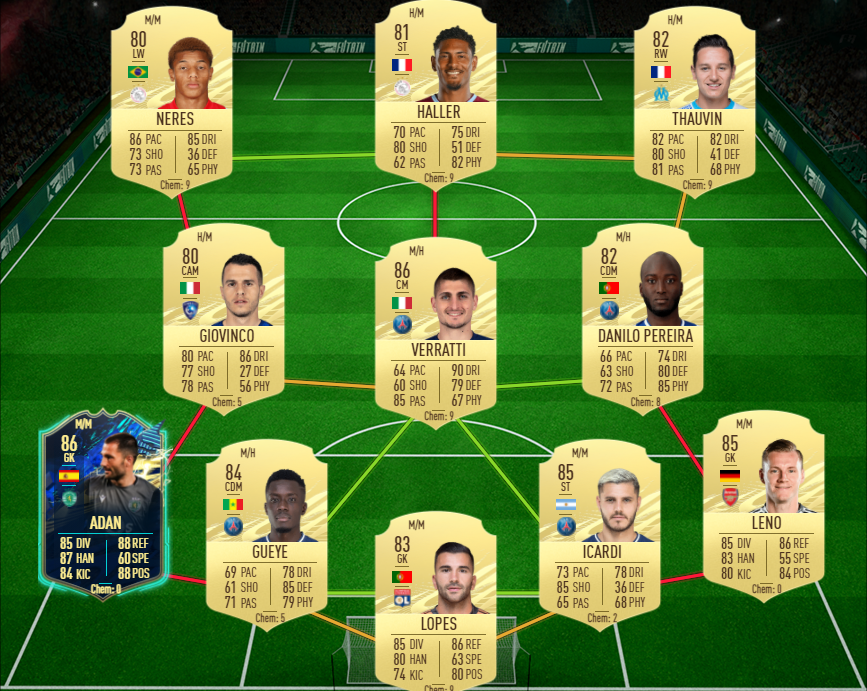 M/M
80
LW
NERES
86 PAC 85 DRI
73 SHO 36 DEF
73 PAS 65 PHY
Chem: 9
H/M
81
ST
HALLER
70 PAC 75 DRI
80 SHO 51 DEF
62 PAS 82 PHY
Chem: 9
H/M
82
RW
THAUVIN
82 PAC 82 DRI
80 SHO 41 DEF
81 PAS 68 PHY
Chem: 9
FUTBIN
FUTBIN
H/M
80
CAM
GIOVINCO
80 PAC 86 DRI
77 SHO 27 DEF
78 PAS 56 PHY
Chem: 5
M/H
86
CM
VERRATTI
64 PAC 90 DRI
60 SHO 79 DEF
85 PAS 67 PHY
Chem: 9
M/H
82
CDM
DANILO PEREIRA
66 PAC 74 DRI
63 SHO 80 DEF
72 PAS 85 PHY
Chem: 8
M/M
86
GK
ADAN
85 DIV 88 REF
87 HAN 60 SPE
84 KIC 88 POS
Chem: 0
M/H
84
CDM
GUEYE
69 PAC 78 DRI
61 SHO 85 DEF
71 PAS 79 PHY
Chem: 5
M/M
83
GK
LOPES
85 DIV 86 REF
80 HAN 63 SPE
74 KIC 80 POS
Chem: 9
M/M
85
ST
ICARDI
73 PAC 78 DRI
85 SHO 36 DEF
65 PAS 68 PHY
Chem: 2
M/M
85
GK
LENO
85 DIV 86 REF
83 HAN 55 SPE
80 KIC 84 POS
Chem: 0